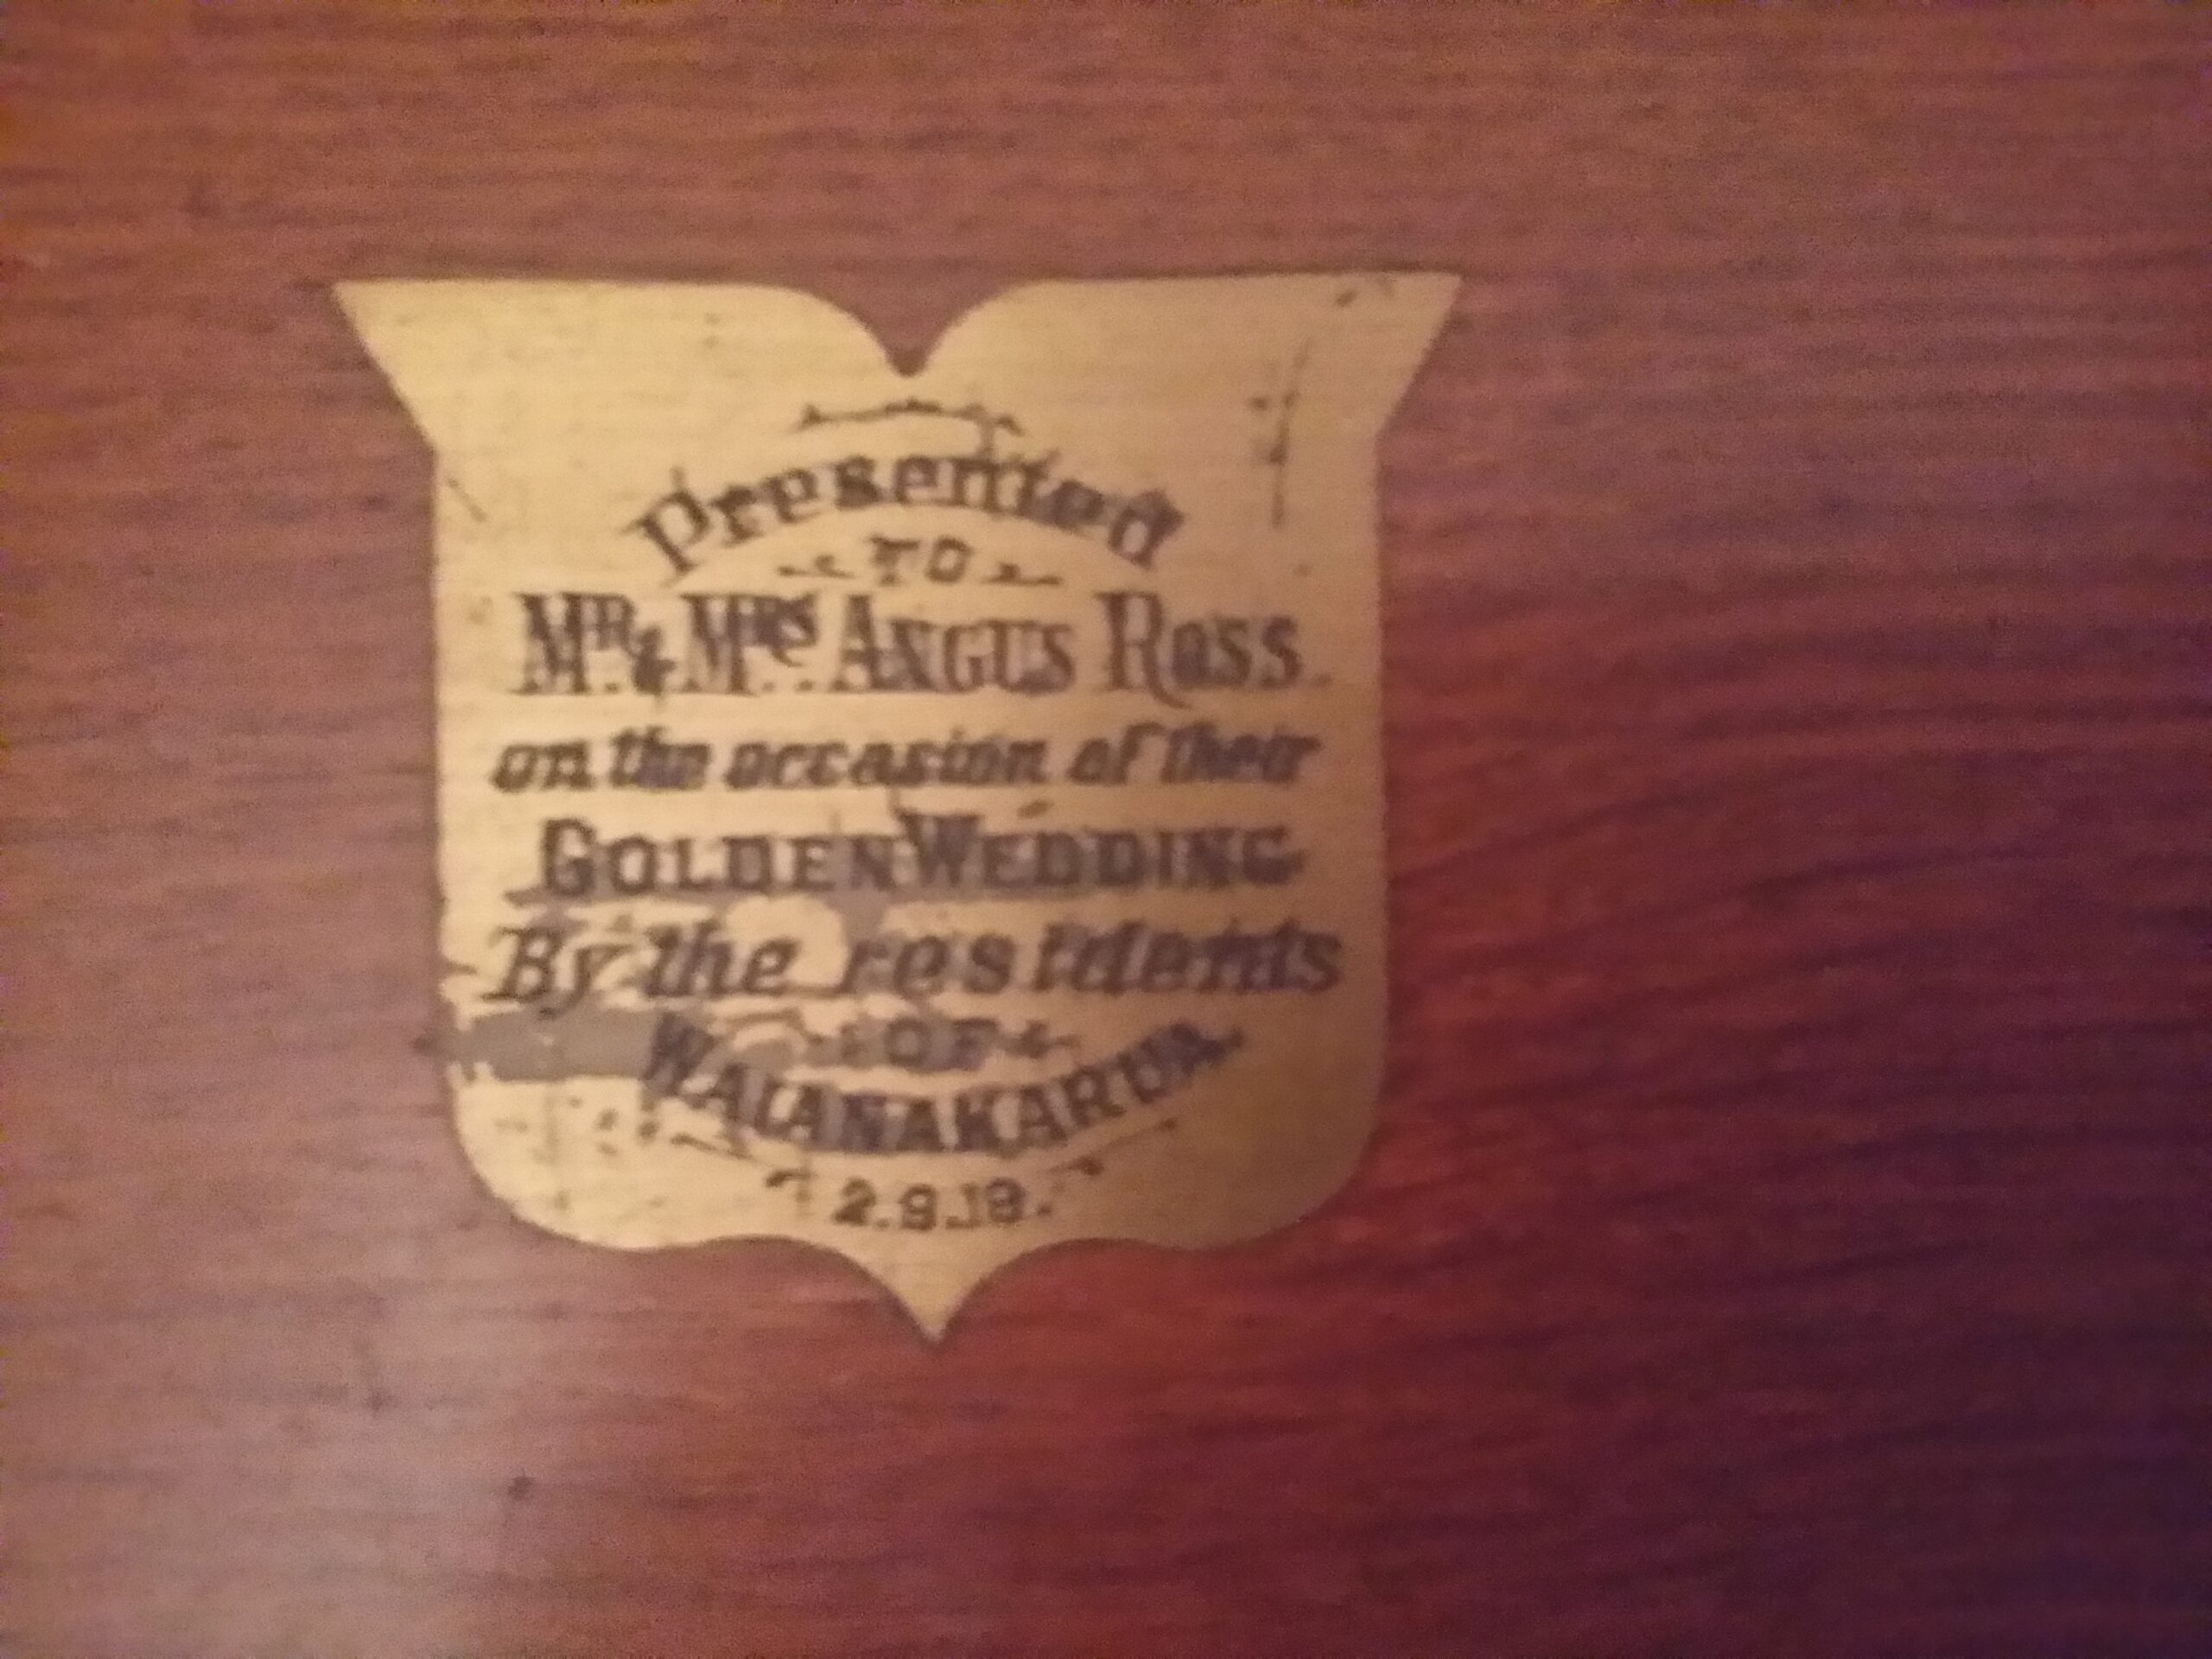 Presented
TO
MR. & MRS. ANGUS ROSS.
on the occasion of their
GOLDEN WEDDING
By the residents
OF
WAIANAKARUA.
2.9.18.